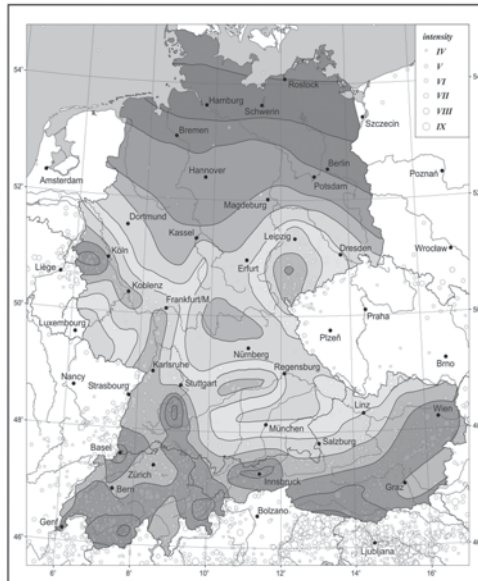 intensity
IV
V
VI
VII
VIII
IX
54˚
Rostock
Hamburg
Schwerin
Szczecin
Bremen
Berlin
Poznań
Hannover
Potsdam
Amsterdam
52˚
52
Magdeburg
Dortmund
Kassel
Leipzig
Wrocław
Köln
Dresden
Erfurt
Liège
Koblenz
50˚
Frankfurt/M.
Praha
Luxembourg
Plzeň
Nürnberg
Brno
Karlsruhe
Regensburg
Nancy
Stuttgart
Strasbourg
Linz
Wien
48˚
München
Salzburg
Basel
Zürich
Innsbruck
Graz
Bern
Genf
Bolzano
46˚
Ljubljana
6˚
8˚
10˚
12˚
14˚
16˚